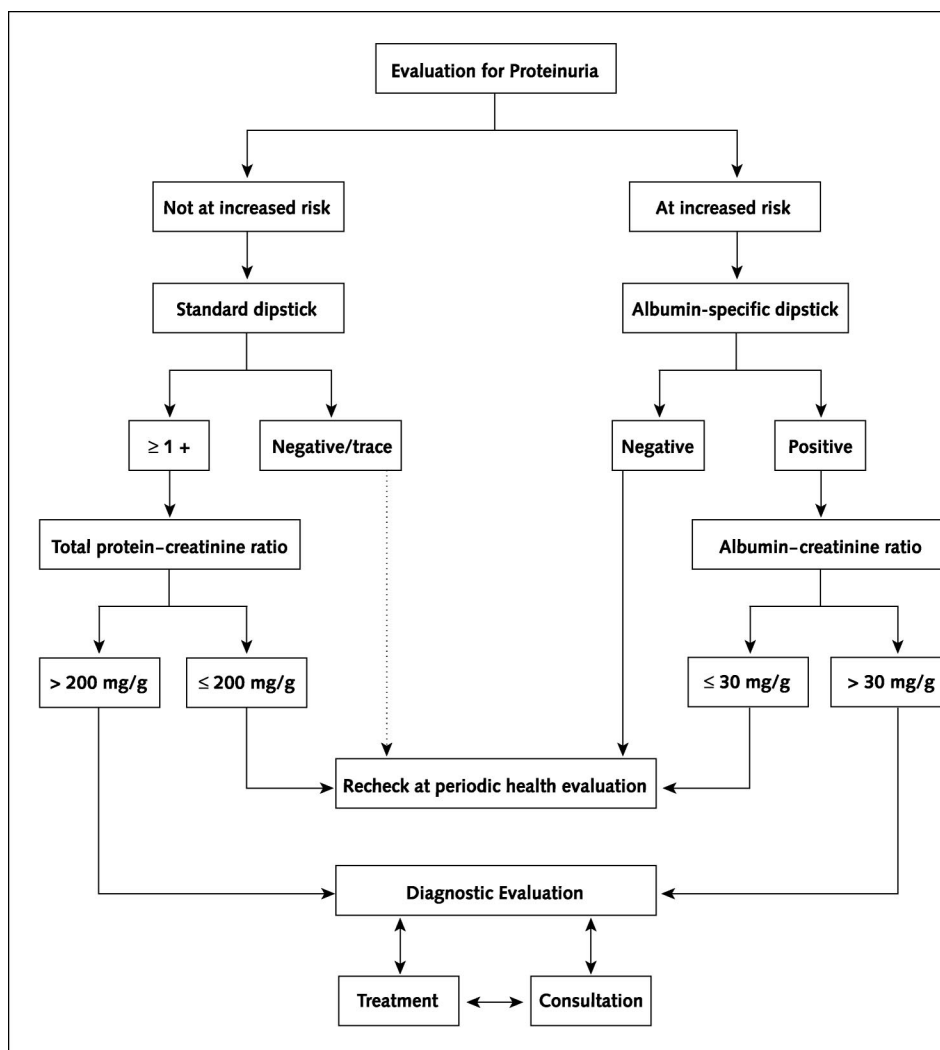 Evaluation for Proteinuria
Not at increased risk
At increased risk
Standard dipstick
Albumin-specific dipstick
≥ 1 +
Negative/trace
Negative
Positive
Total protein–creatinine ratio
Albumin–creatinine ratio
> 200 mg/g
≤ 200 mg/g
≤ 30 mg/g
> 30 mg/g
Recheck at periodic health evaluation
Diagnostic Evaluation
Treatment
Consultation